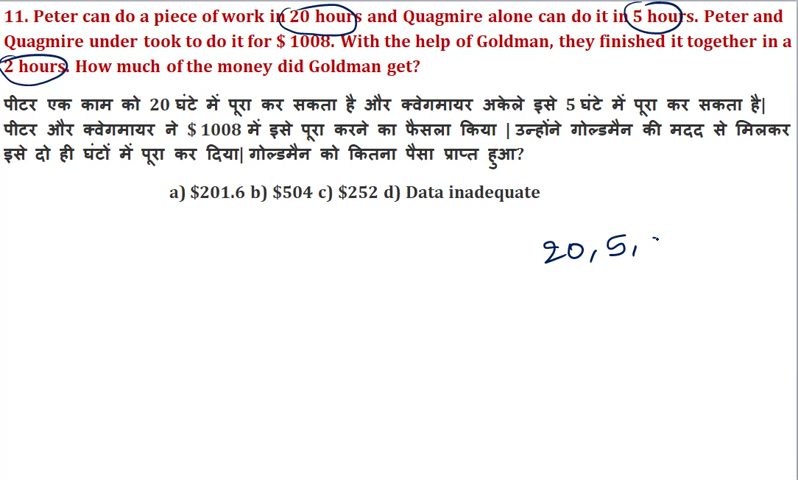 11. Peter can do a piece of work in 20 hours and Quagmire alone can do it in 5 hours. Peter and
Quagmire under took to do it for $ 1008. With the help of Goldman, they finished it together in a
2 hours. How much of the money did Goldman get?
पीटर एक काम को 20 घंटे में पूरा कर सकता है और क्वेगमायर अकेले इसे 5 घंटे में पूरा कर सकता है|
पीटर और क्वेगमायर ने $ 1008 में इसे पूरा करने का फैसला किया | उन्होंने गोल्डमैन की मदद से मिलकर
इसे दो ही घंटों में पूरा कर दिया| गोल्डमैन को कितना पैसा प्राप्त हुआ?
a) $201.6 b) $504 c) $252 d) Data inadequate
20, 5,